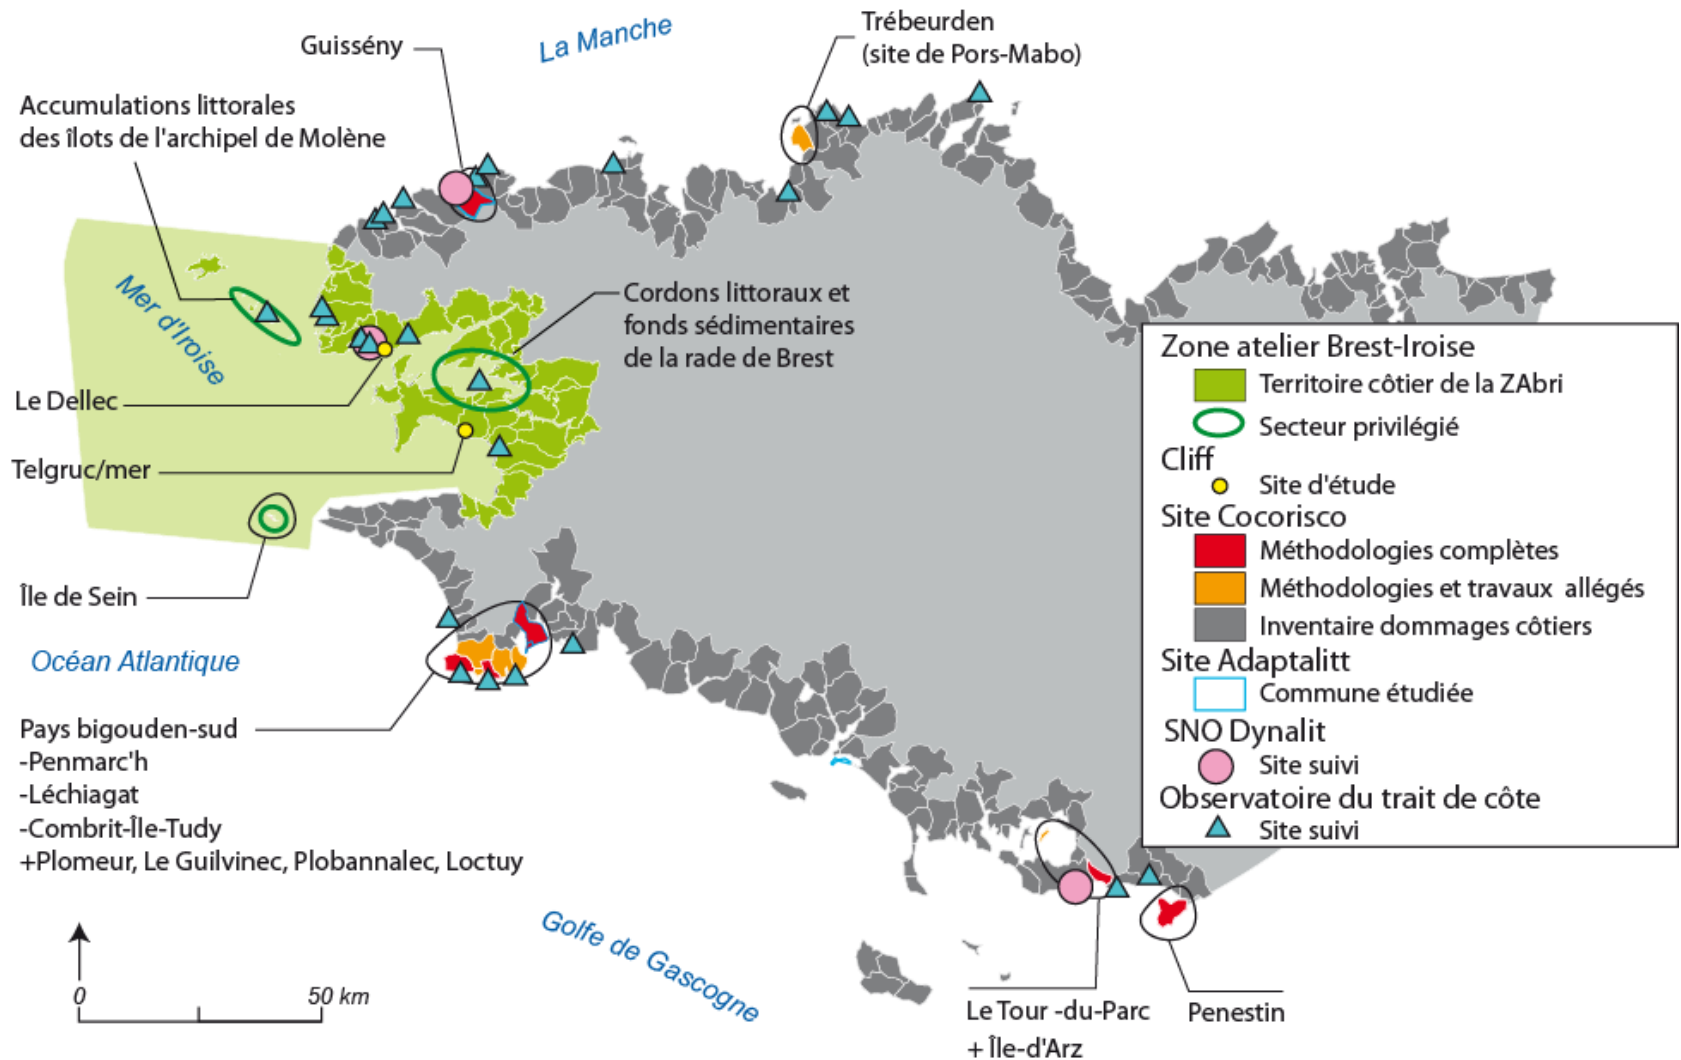 La Manche
Trébeurden
(site de Pors-Mabo)
Guissény
Accumulations littorales
des îlots de l'archipel de Molène
Mer d'Iroise
Cordons littoraux et
fonds sédimentaires
de la rade de Brest
Le Dellec
Telgruc/mer
Île de Sein
Océan Atlantique
Pays bigouden-sud
-Penmarc'h
-Léchiagat
-Combrit-Île-Tudy
+Plomeur, Le Guilvinec, Plobannalec, Loctuy
Zone atelier Brest-Iroise
Territoire côtier de la ZAbri
Secteur privilégié
Cliff
Site d'étude
Site Cocorisco
Méthodologies complètes
Méthodologies et travaux allégés
Inventaire dommages côtiers
Site Adaptalitt
Commune étudiée
SNO Dynalit
Site suivi
Observatoire du trait de côte
Site suivi
Golfe de Gascogne
0
50 km
Le Tour -du-Parc
+ Île-d'Arz
Penestin